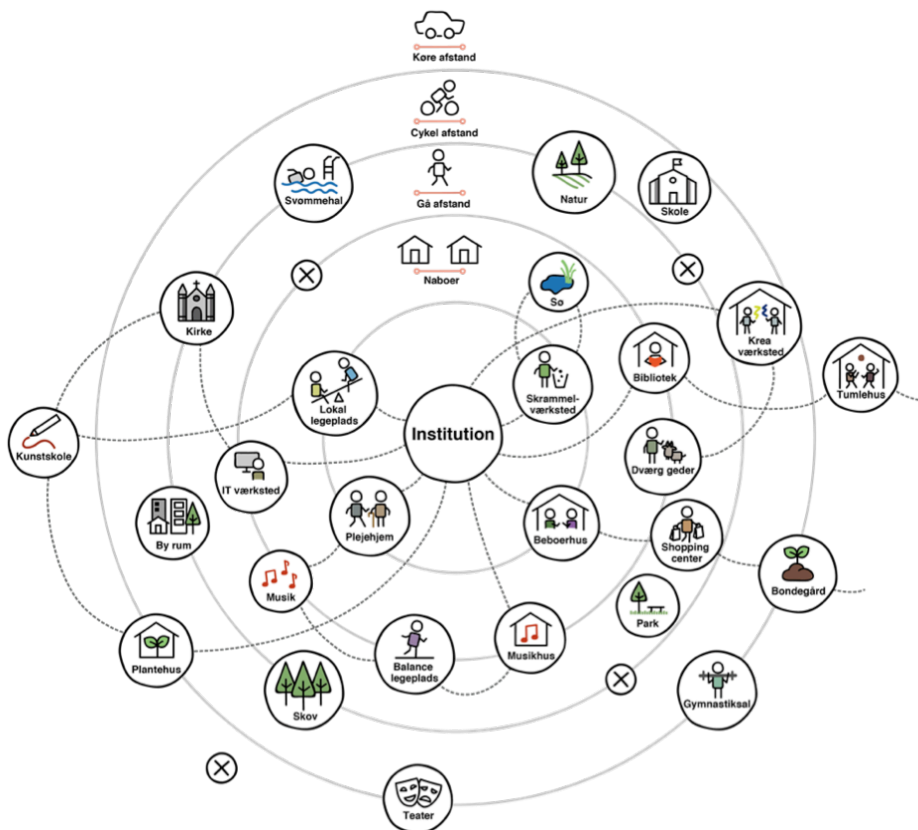 Køre afstand
Cykel afstand
Gå afstand
Naboer
Svømmehal
Natur
Skole
Sø
Kirke
Krea
værksted
Bibliotek
Tumlehus
Lokal
legeplads
Skrammel-
værksted
Institution
Kunstskole
IT værksted
Dværg geder
Plejehjem
Beboerhus
By rum
Shopping
center
Musik
Bondegård
Park
Plantehus
Balance
legeplads
Musikhus
Skov
Gymnastiksal
Teater